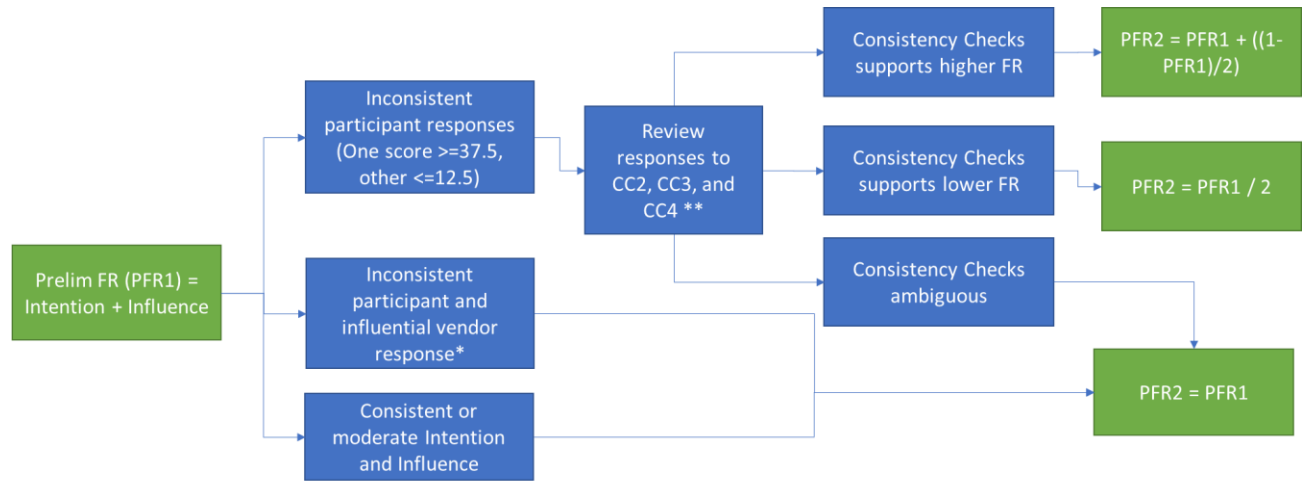 Prelim FR (PFR1) =
Intention + Influence
Inconsistent
participant responses
(One score >=37.5,
other <=12.5)
Inconsistent
participant and
influential vendor
response*
Consistent or
moderate Intention
and Influence
Review
responses to
CC2, CC3, and
CC4 **
Consistency Checks
supports higher FR
Consistency Checks
supports lower FR
Consistency Checks
ambiguous
PFR2 = PFR1 + ((1-
PFR1)/2)
PFR2 = PFR1 / 2
PFR2 = PFR1